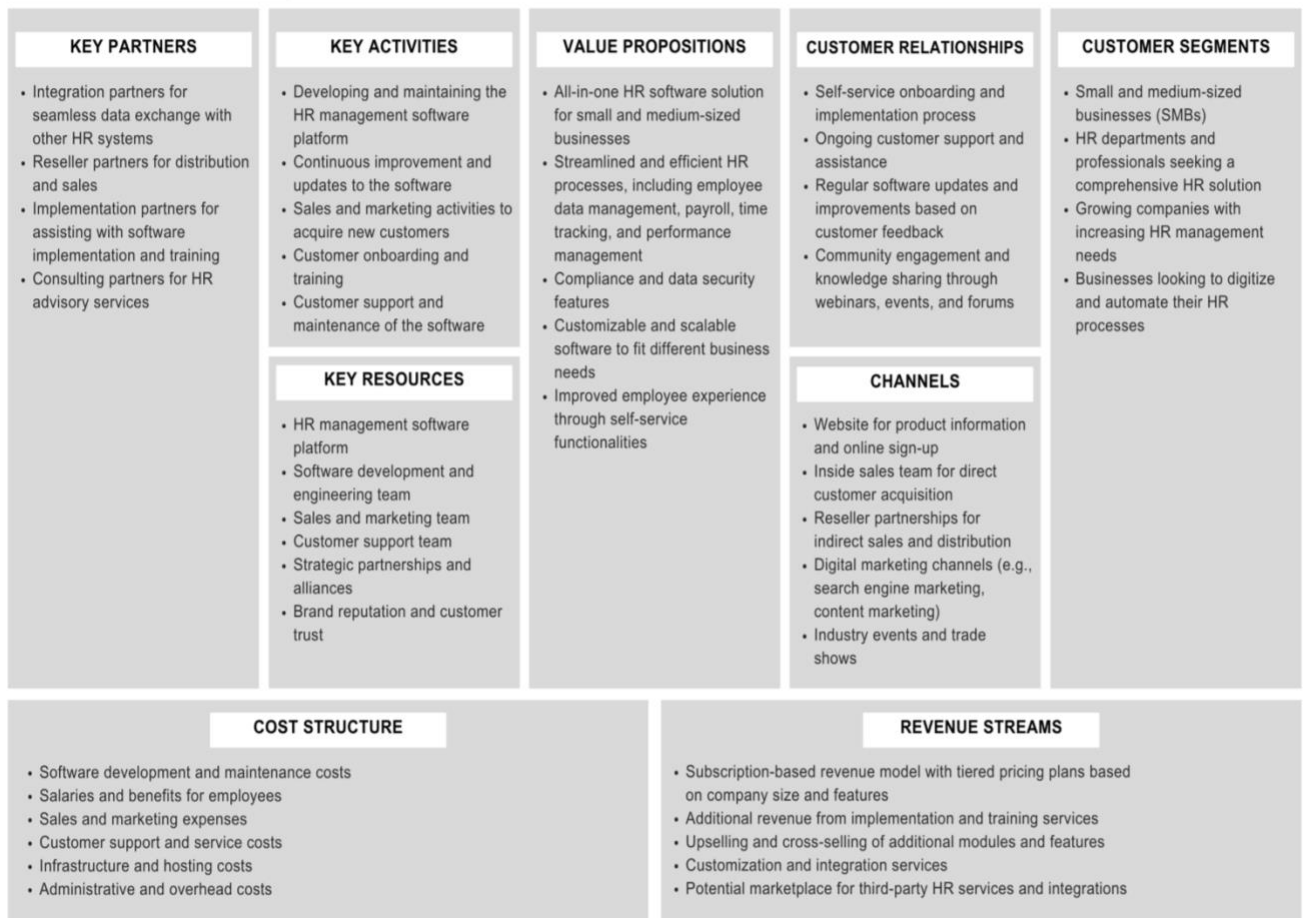 KEY PARTNERS
• Integration partners for
seamless data exchange with
other HR systems
• Reseller partners for distribution
and sales
• Implementation partners for
assisting with software
implementation and training
• Consulting partners for HR
advisory services
KEY ACTIVITIES
• Developing and maintaining the
HR management software
platform
• Continuous improvement and
updates to the software
• Sales and marketing activities to
acquire new customers
• Customer onboarding and
training
• Customer support and
maintenance of the software
KEY RESOURCES
• HR management software
platform
• Software development and
engineering team
• Sales and marketing team
• Customer support team
• Strategic partnerships and
alliances
• Brand reputation and customer
trust
VALUE PROPOSITIONS
• All-in-one HR software solution
for small and medium-sized
businesses
• Streamlined and efficient HR
processes, including employee
data management, payroll, time
tracking, and performance
management
• Compliance and data security
features
• Customizable and scalable
software to fit different business
needs
• Improved employee experience
through self-service
functionalities
CUSTOMER RELATIONSHIPS
• Self-service onboarding and
implementation process
• Ongoing customer support and
assistance
• Regular software updates and
improvements based on
customer feedback
• Community engagement and
knowledge sharing through
webinars, events, and forums
CHANNELS
• Website for product information
and online sign-up
• Inside sales team for direct
customer acquisition
• Reseller partnerships for
indirect sales and distribution
• Digital marketing channels (e.g.,
search engine marketing,
content marketing)
• Industry events and trade
shows
CUSTOMER SEGMENTS
• Small and medium-sized
businesses (SMBs)
• HR departments and
professionals seeking a
comprehensive HR solution
• Growing companies with
increasing HR management
needs
• Businesses looking to digitize
and automate their HR
processes
COST STRUCTURE
• Software development and maintenance costs
• Salaries and benefits for employees
• Sales and marketing expenses
• Customer support and service costs
• Infrastructure and hosting costs
• Administrative and overhead costs
REVENUE STREAMS
• Subscription-based revenue model with tiered pricing plans based
on company size and features
• Additional revenue from implementation and training services
• Upselling and cross-selling of additional modules and features
• Customization and integration services
• Potential marketplace for third-party HR services and integrations